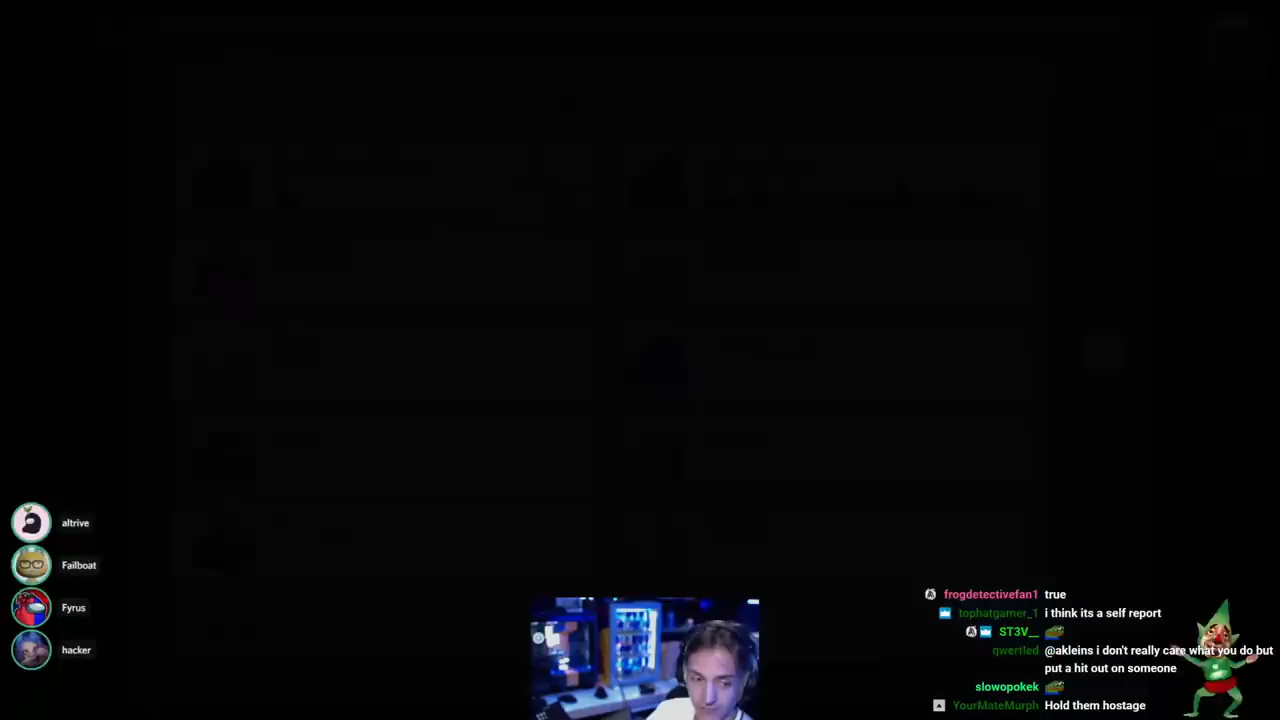 altrive
Failboat
Fyrus
hacker
frogdetectivefan1 true
tophatgamer_1 i think its a self report
ST3V__
qwertled @akleins i don't really care what you do but
put a hit out on someone
slowopokek
YourMateMurph Hold them hostage